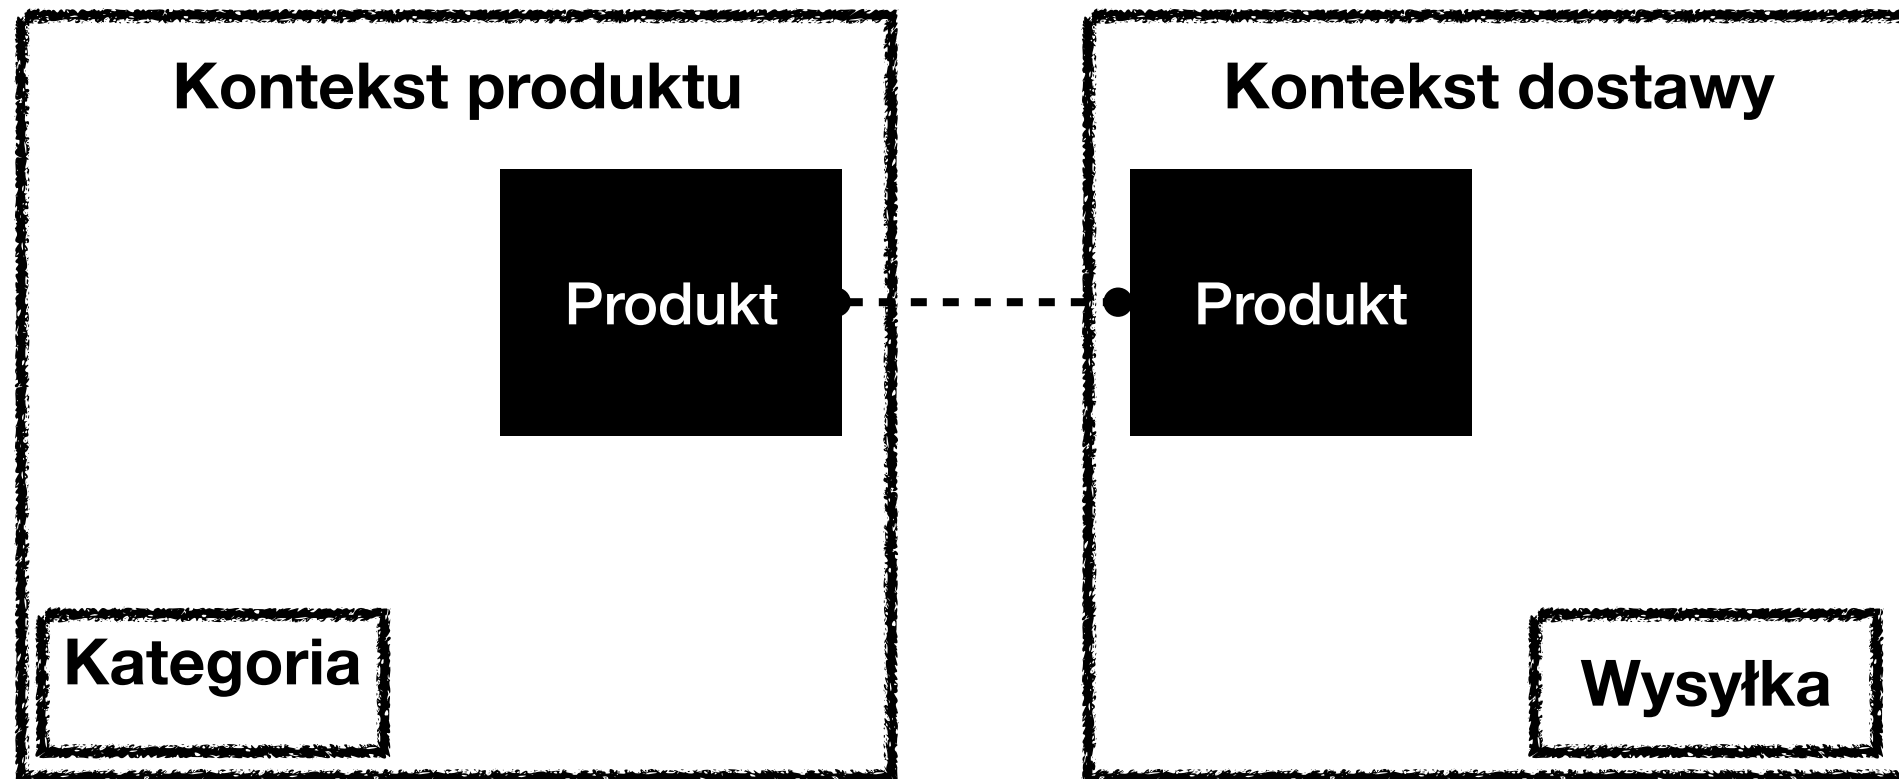 Kontekst produktu
Kontekst dostawy
Produkt
Produkt
Kategoria
Wysyłka